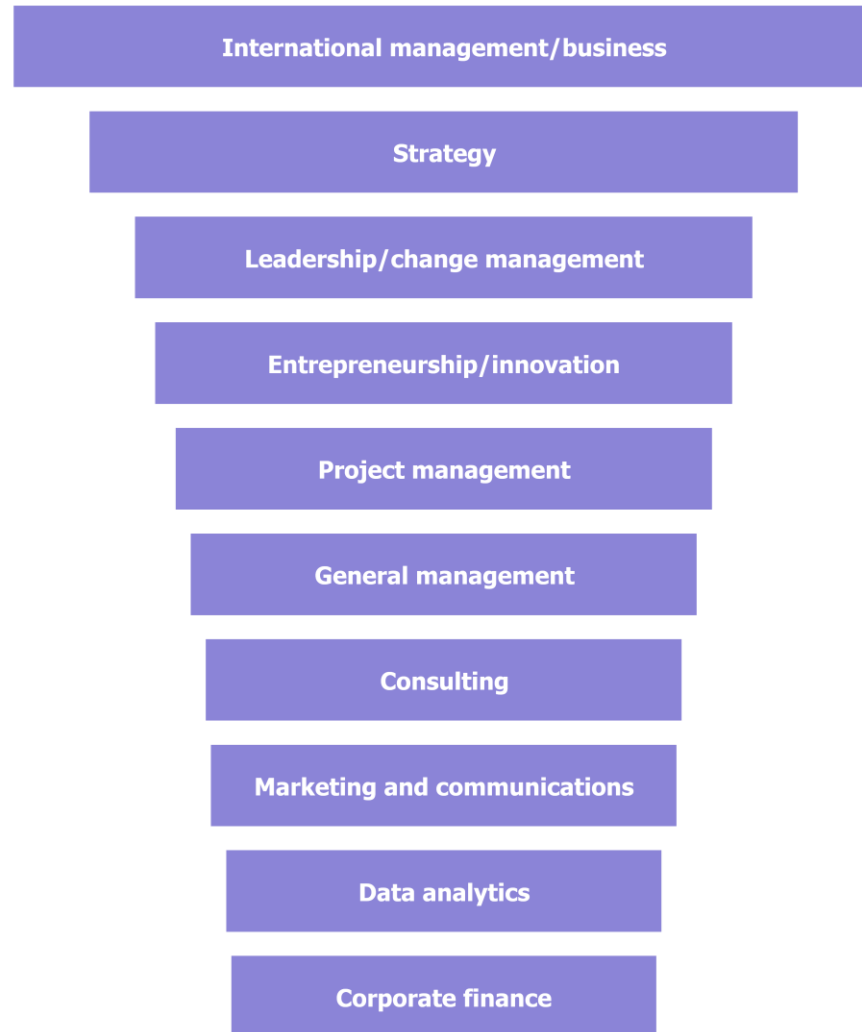 International management/business
Strategy
Leadership/change management
Entrepreneurship/innovation
Project management
General management
Consulting
Marketing and communications
Data analytics
Corporate finance